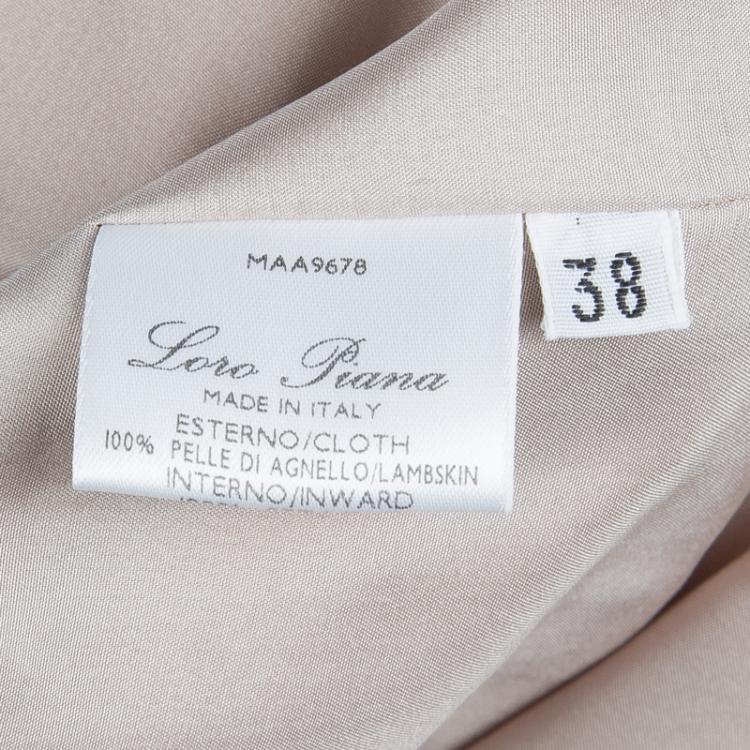 MAA9678
38
Loro Piana
MADE IN ITALY
ESTERNO/CLOTH
100% PELLE DI AGNELLO/LAMBSKIN
INTERNO/INWARD